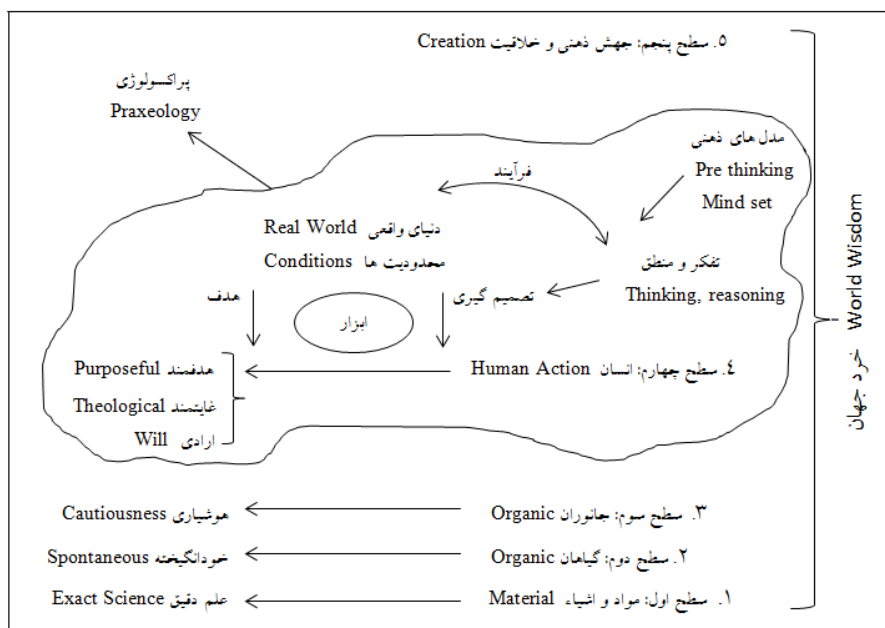 ۵. سطح پنجم: جهش ذهنی و خلاقیت Creation
پراکسولوژی
Praxeology
مدل های ذهنی
Pre thinking
Mind set
فرآیند
دنیای واقعی Real World
محدودیت ها Conditions
تفکر و منطق
Thinking, reasoning
تصمیم گیری
هدف
ابزار
۴. سطح چهارم: انسان Human Action
هدفمند Purposeful
غایتمند Theological
ارادی Will
۳. سطح سوم: جانوران Organic
هوشیاری Cautiousness
۲. سطح دوم: گیاهان Organic
خودانگیخته Spontaneous
۱. سطح اول: مواد و اشیاء Material
علم دقیق Exact Science
خرد جهان World Wisdom